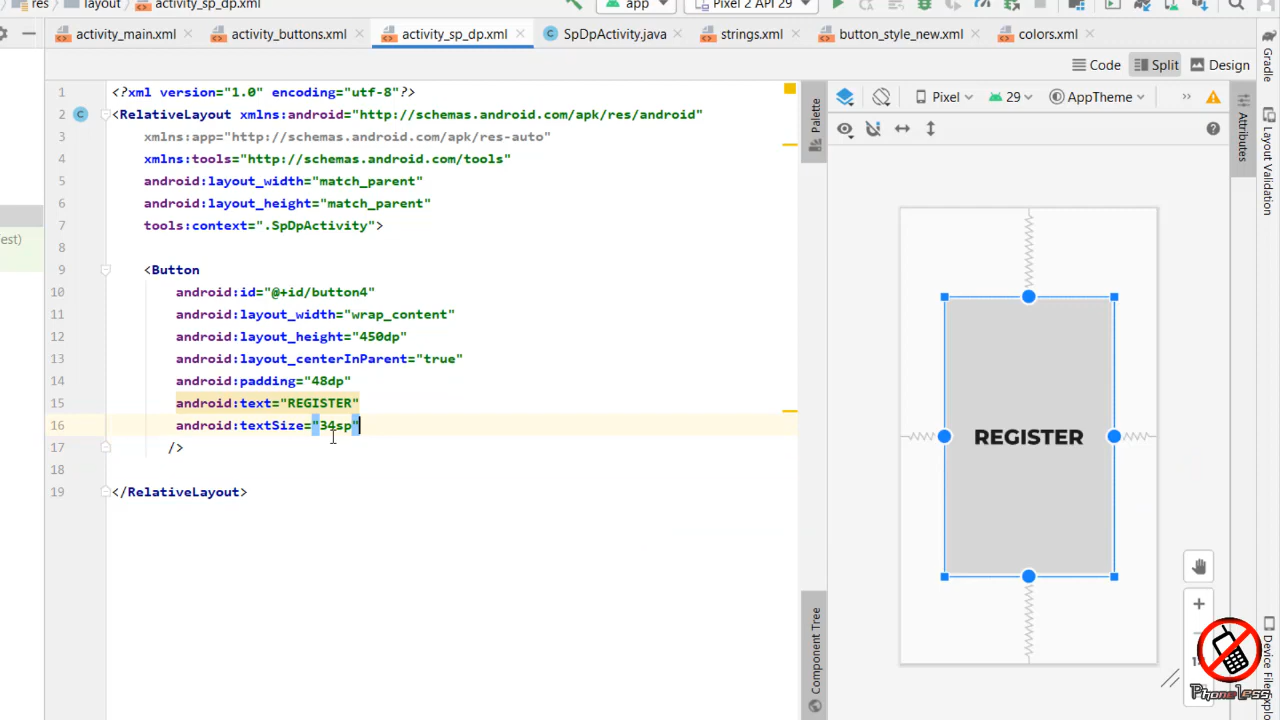 res layout activity_sp_dp.xml app Pixel 2 API 29
activity_main.xml activity_buttons.xml activity_sp_dp.xml SpDpActivity.java strings.xml button_style_new.xml colors.xml
Code Split Design
Pixel 29 AppTheme
1 <?xml version="1.0" encoding="utf-8"?>
2 <RelativeLayout xmlns:android="http://schemas.android.com/apk/res/android"
3 xmlns:app="http://schemas.android.com/apk/res-auto"
4 xmlns:tools="http://schemas.android.com/tools"
5 android:layout_width="match_parent"
6 android:layout_height="match_parent"
7 tools:context=".SpDpActivity">
8
9 <Button
10 android:id="@+id/button4"
11 android:layout_width="wrap_content"
12 android:layout_height="450dp"
13 android:layout_centerInParent="true"
14 android:padding="48dp"
15 android:text="REGISTER"
16 android:textSize="34sp"
17 />
18
19 </RelativeLayout>
est)
Palette
Component Tree
REGISTER
Attributes
Gradle
Layout Validation
Device File Explo
PhoneLess